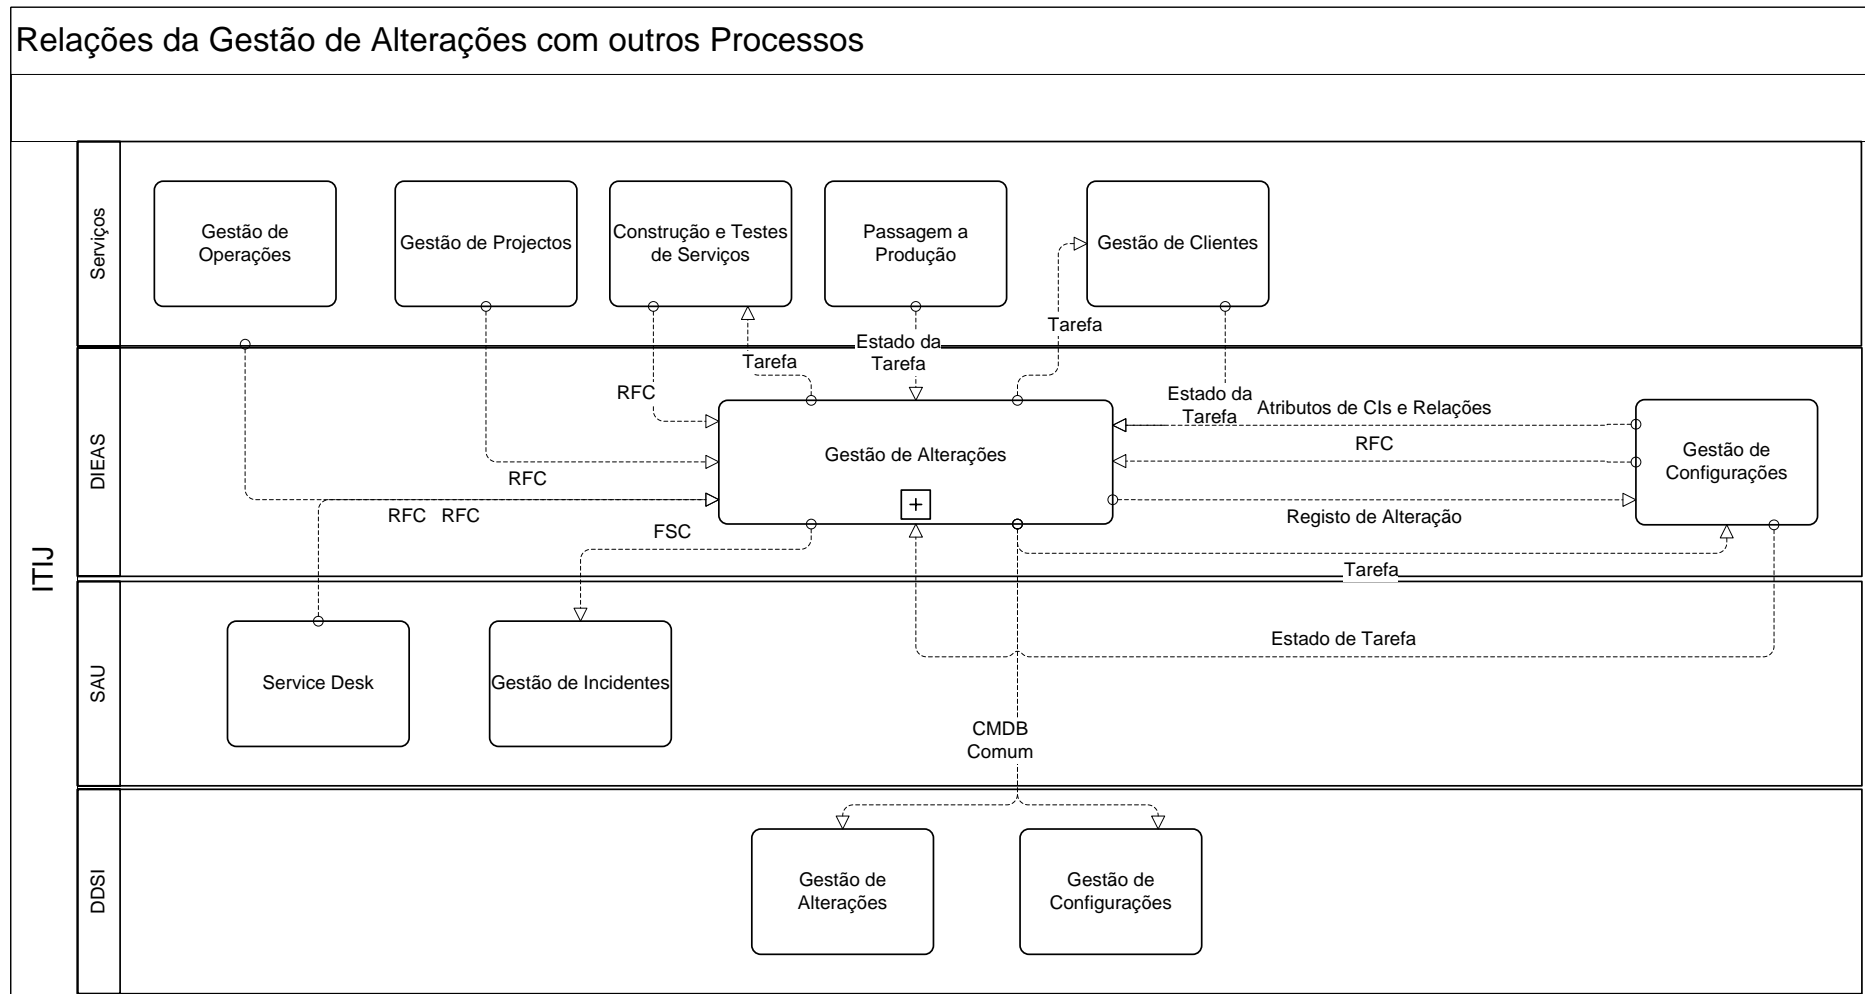 Relações da Gestão de Alterações com outros Processos
ITIJ
Serviços
Gestão de
Operações
Gestão de Projectos
Construção e Testes
de Serviços
Passagem a
Produção
Gestão de Clientes
Tarefa
Estado da
Tarefa
Tarefa
DIEAS
RFC
Estado da
Tarefa
Atributos de CIs e Relações
RFC
Gestão de Alterações
Gestão de
Configurações
RFC
RFC RFC
Registo de Alteração
FSC
Tarefa
SAU
Estado de Tarefa
Service Desk
Gestão de Incidentes
CMDB
Comum
DDSI
Gestão de
Alterações
Gestão de
Configurações